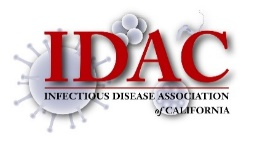 IDAC
INFECTIOUS DISEASE ASSOCIATION
of CALIFORNIA